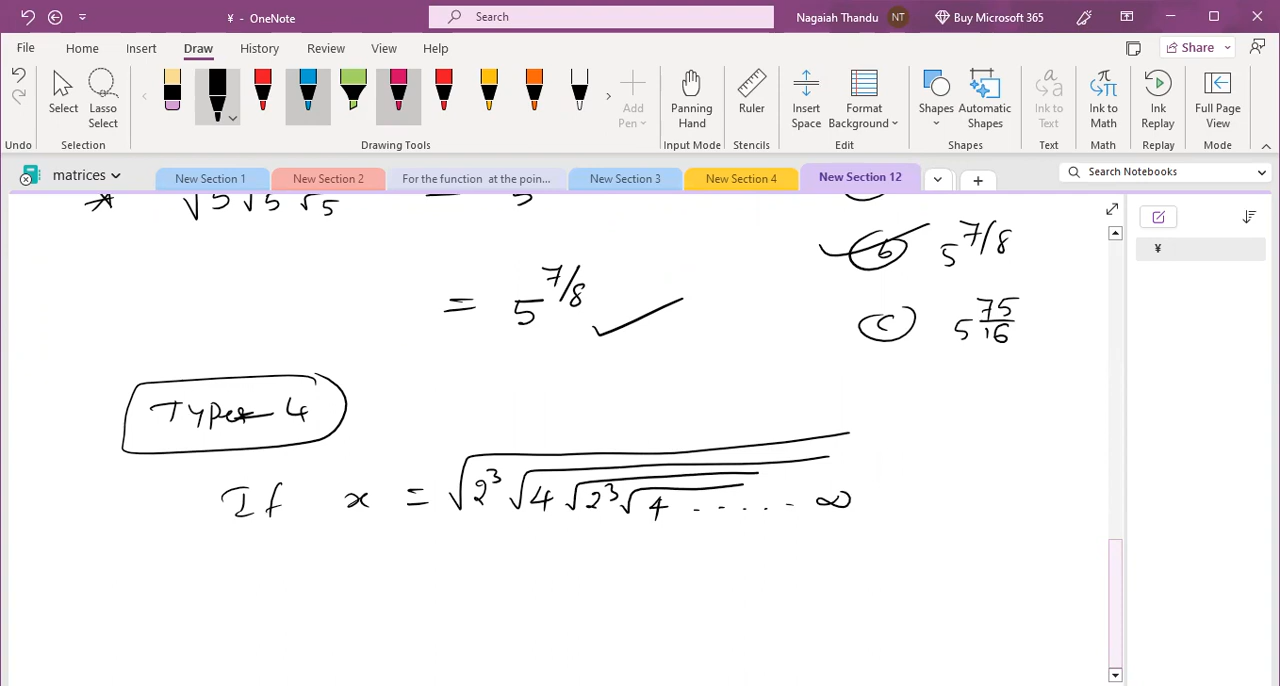 ¥ - OneNote
Search
Nagaiah Thandu NT
Buy Microsoft 365
File Home Insert Draw History Review View Help
Share
Undo
Select
Lasso Select
Selection
Drawing Tools
Add Pen
Panning Hand
Input Mode
Ruler
Stencils
Insert Space
Format Background
Edit
Shapes
Automatic Shapes
Shapes
Ink to Text
Text
Ink to Math
Math
Ink Replay
Replay
Full Page View
Mode
matrices
New Section 1
New Section 2
For the function at the poin...
New Section 3
New Section 4
New Section 12
Search Notebooks
¥
√5√5√5 = 5
b 5^7/8
= 5^7/8
c 5^75/16
Type 4
If x = √2³√4√2³√4 ...... ∞